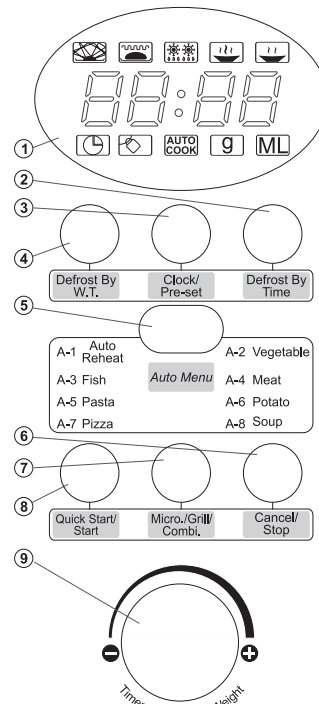 88:88
1
AUTO
COOK
g
ML
2
3
4
Defrost By
W.T.
Clock/
Pre-set
Defrost By
Time
5
A-1 Auto
Reheat
A-2 Vegetable
A-3 Fish
Auto Menu
A-4 Meat
A-5 Pasta
A-6 Potato
A-7 Pizza
A-8 Soup
6
7
8
Quick Start/
Start
Micro./Grill/
Combi.
Cancel/
Stop
9
Weight